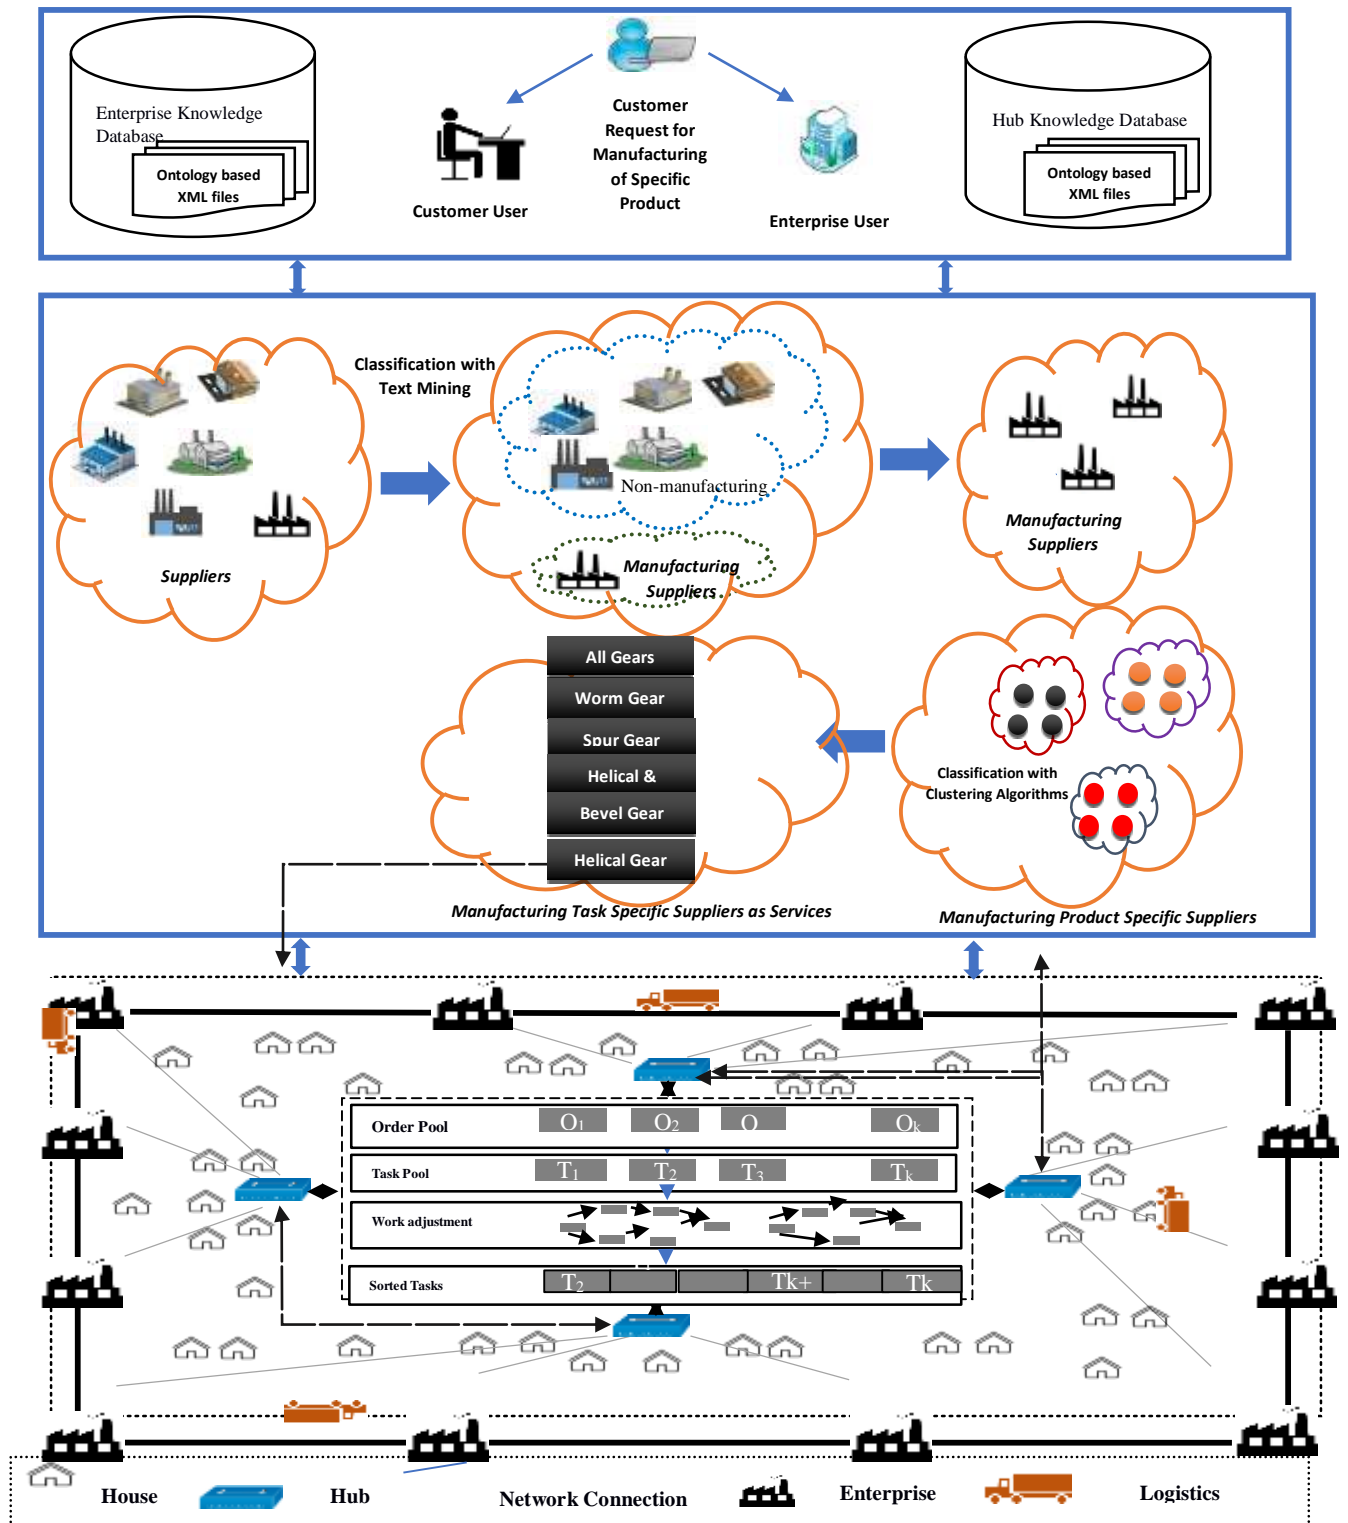 Enterprise Knowledge
Database
Ontology based
XML files
Customer
Request for
Manufacturing
of Specific
Product
Customer User
Enterprise User
Hub Knowledge Database
Ontology based
XML files
Classification with
Text Mining
Suppliers
Non-manufacturing
Manufacturing
Suppliers
Manufacturing
Suppliers
All Gears
Worm Gear
Spur Gear
Helical &
Bevel Gear
Helical Gear
Classification with
Clustering Algorithms
Manufacturing Task Specific Suppliers as Services
Manufacturing Product Specific Suppliers
Order Pool O1 O2 O Ok
Task Pool T1 T2 T3 Tk
Work adjustment
Sorted Tasks T2 Tk+ Tk
House Hub Network Connection Enterprise Logistics